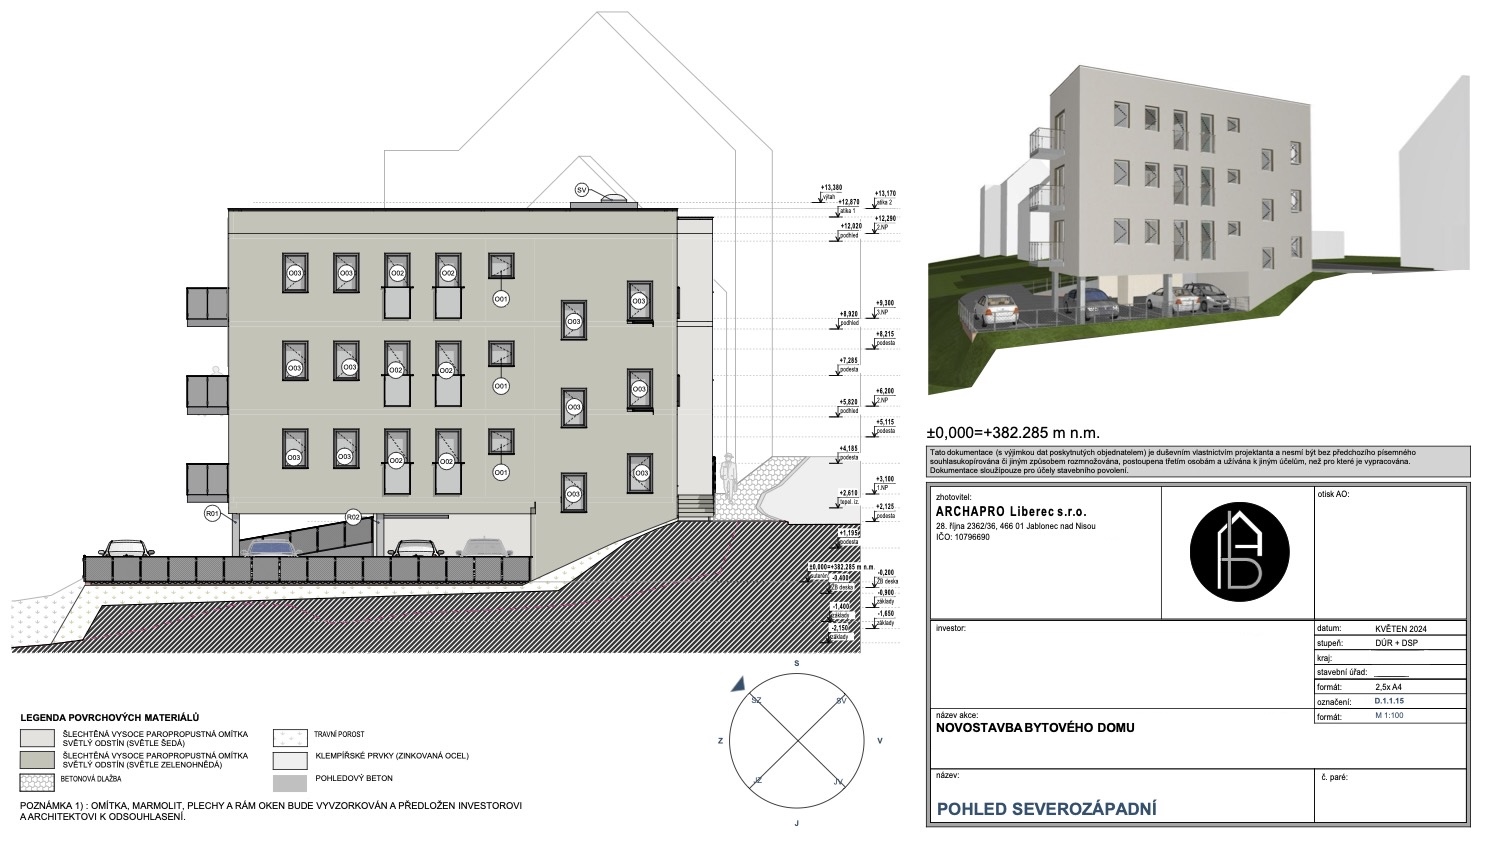 SV
+13,380
výtah
+13,170
atika 2
+12,870
atika 1
+12,290
2.NP
+12,020
podhled
O03
O03
O02
O02
O01
O03
O03
+9,300
3.NP
+8,920
podhled
+8,215
podesta
O03
O03
O02
O02
O01
O03
O03
+7,285
podesta
+6,200
2.NP
+5,820
podhled
+5,115
podesta
O03
O03
O02
O02
O01
O03
O03
+4,185
podesta
+3,100
1.NP
+2,610
tepel. iz.
+2,125
podesta
R01
R02
+1,195
podesta
±0,000=+382.285 m n.m.
-0,200
ŽB deska
-0,400
ŽB deska
-0,900
základy
-1,400
základy
-1,650
základy
-2,150
základy
S
SZ
SV
Z
V
JZ
JV
J
LEGENDA POVRCHOVÝCH MATERIÁLŮ
ŠLECHTĚNÁ VYSOCE PAROPROPUSTNÁ OMÍTKA
SVĚTLÝ ODSTÍN (SVĚTLE ŠEDÁ)
ŠLECHTĚNÁ VYSOCE PAROPROPUSTNÁ OMÍTKA
SVĚTLÝ ODSTÍN (SVĚTLE ZELENOHNĚDÁ)
BETONOVÁ DLAŽBA
TRAVNÍ POROST
KLEMPÍŘSKÉ PRVKY (ZINKOVANÁ OCEL)
POHLEDOVÝ BETON
POZNÁMKA 1) : OMÍTKA, MARMOLIT, PLECHY A RÁM OKEN BUDE VYVZORKOVÁN A PŘEDLOŽEN INVESTOROVI
A ARCHITEKTOVI K ODSOUHLASENÍ.
±0,000=+382.285 m n.m.
Tato dokumentace (s výjimkou dat poskytnutých objednatelem) je duševním vlastnictvím projektanta a nesmí být bez předchozího písemného
souhlasukopírována či jiným způsobem rozmnožována, postoupena třetím osobám a užívána k jiným účelům, než pro které je vypracována.
Dokumentace sloužípouze pro účely stavebního povolení.
zhotovitel:
ARCHAPRO Liberec s.r.o.
28. října 2362/36, 466 01 Jablonec nad Nisou
IČO: 10796690
otisk AO:
investor:
datum: KVĚTEN 2024
stupeň: DÚR + DSP
kraj:
stavební úřad:
formát: 2,5x A4
označení: D.1.1.15
formát: M 1:100
název akce:
NOVOSTAVBA BYTOVÉHO DOMU
název:
POHLED SEVEROZÁPADNÍ
č. paré: